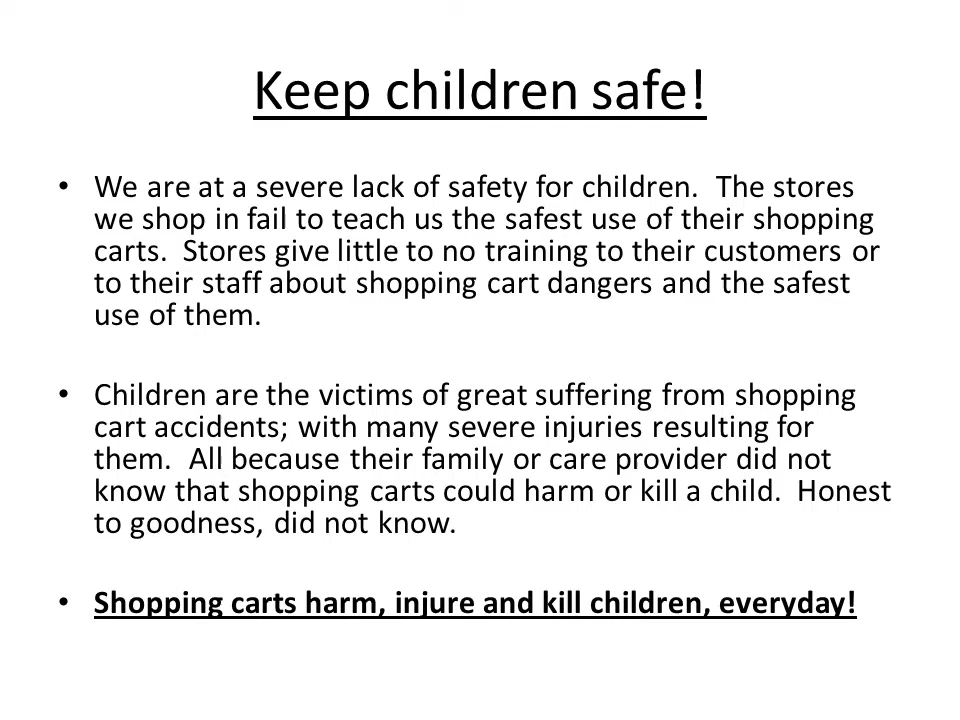 Keep children safe!
• We are at a severe lack of safety for children.  The stores
we shop in fail to teach us the safest use of their shopping
carts.  Stores give little to no training to their customers or
to their staff about shopping cart dangers and the safest
use of them.
• Children are the victims of great suffering from shopping
cart accidents; with many severe injuries resulting for
them.  All because their family or care provider did not
know that shopping carts could harm or kill a child.  Honest
to goodness, did not know.
• Shopping carts harm, injure and kill children, everyday!